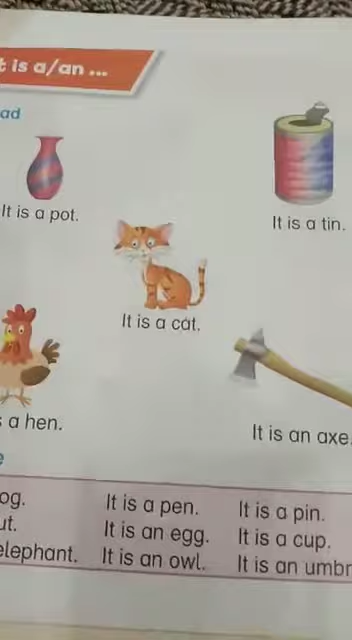 t is a/an ...
ad
It is a pot.
It is a tin.
It is a cat.
s a hen.
It is an axe.
e
og. It is a pen. It is a pin.
ut. It is an egg. It is a cup.
elephant. It is an owl. It is an umbr